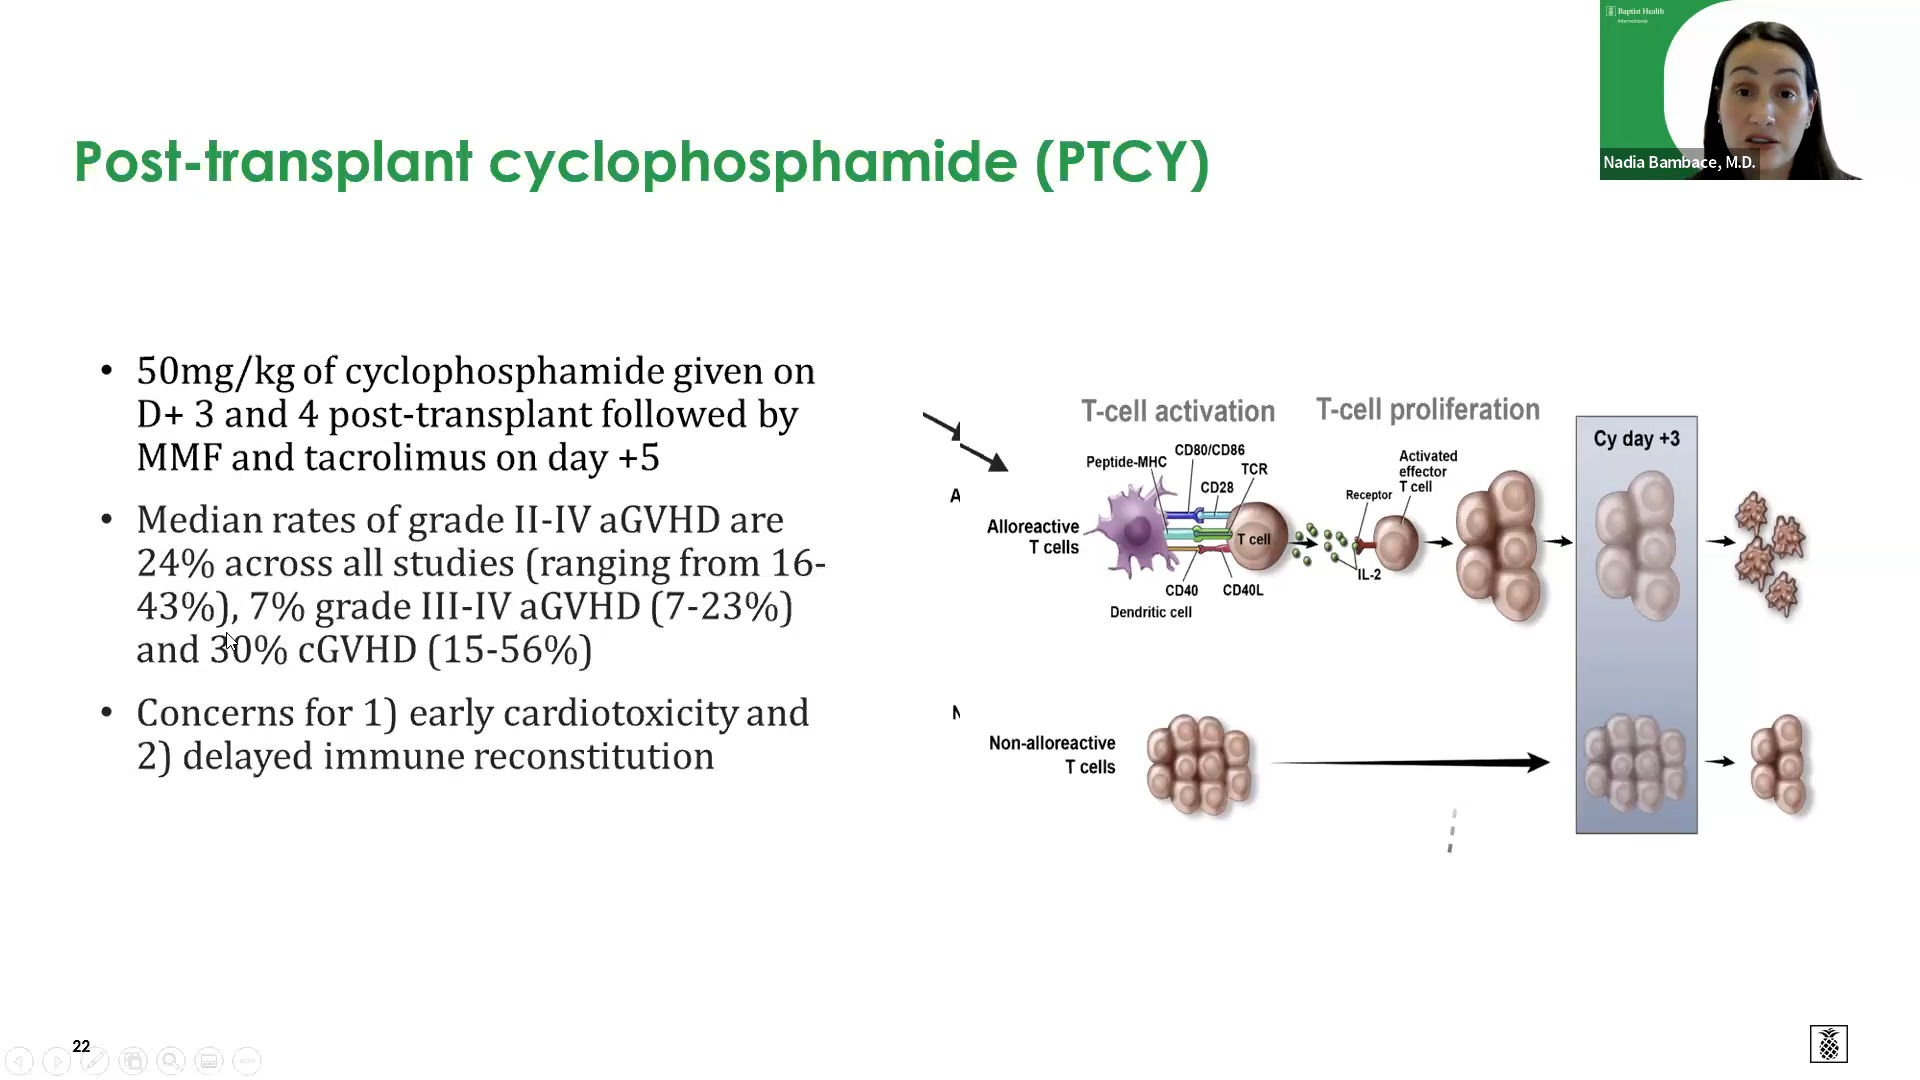 Baptist Health
International
Nadia Bambace, M.D.
Post-transplant cyclophosphamide (PTCY)
• 50mg/kg of cyclophosphamide given on
D+ 3 and 4 post-transplant followed by
MMF and tacrolimus on day +5
• Median rates of grade II-IV aGVHD are
24% across all studies (ranging from 16-
43%), 7% grade III-IV aGVHD (7-23%)
and 30% cGVHD (15-56%)
• Concerns for 1) early cardiotoxicity and
2) delayed immune reconstitution
T-cell activation
T-cell proliferation
Cy day +3
Peptide-MHC
CD80/CD86
TCR
CD28
Receptor
Activated
effector
T cell
A
Alloreactive
T cells
T cell
IL-2
CD40
CD40L
Dendritic cell
N
Non-alloreactive
T cells
22